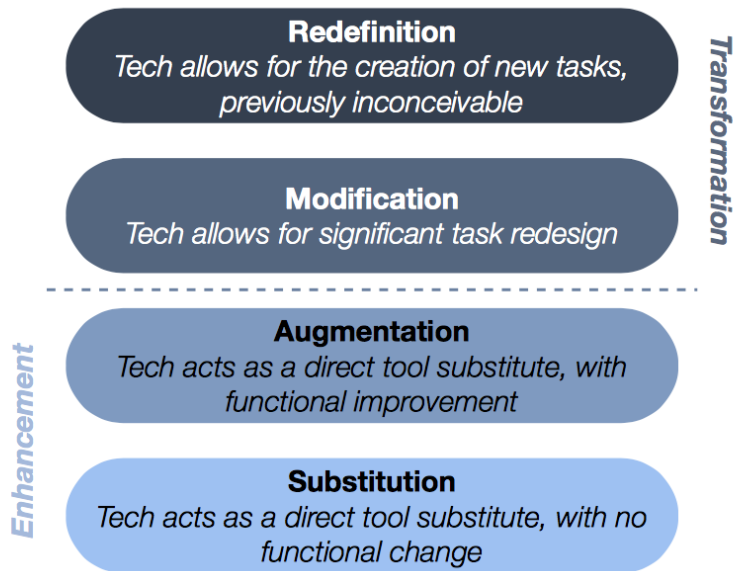 Redefinition
Tech allows for the creation of new tasks,
previously inconceivable
Transformation
Modification
Tech allows for significant task redesign
Enhancement
Augmentation
Tech acts as a direct tool substitute, with
functional improvement
Substitution
Tech acts as a direct tool substitute, with no
functional change